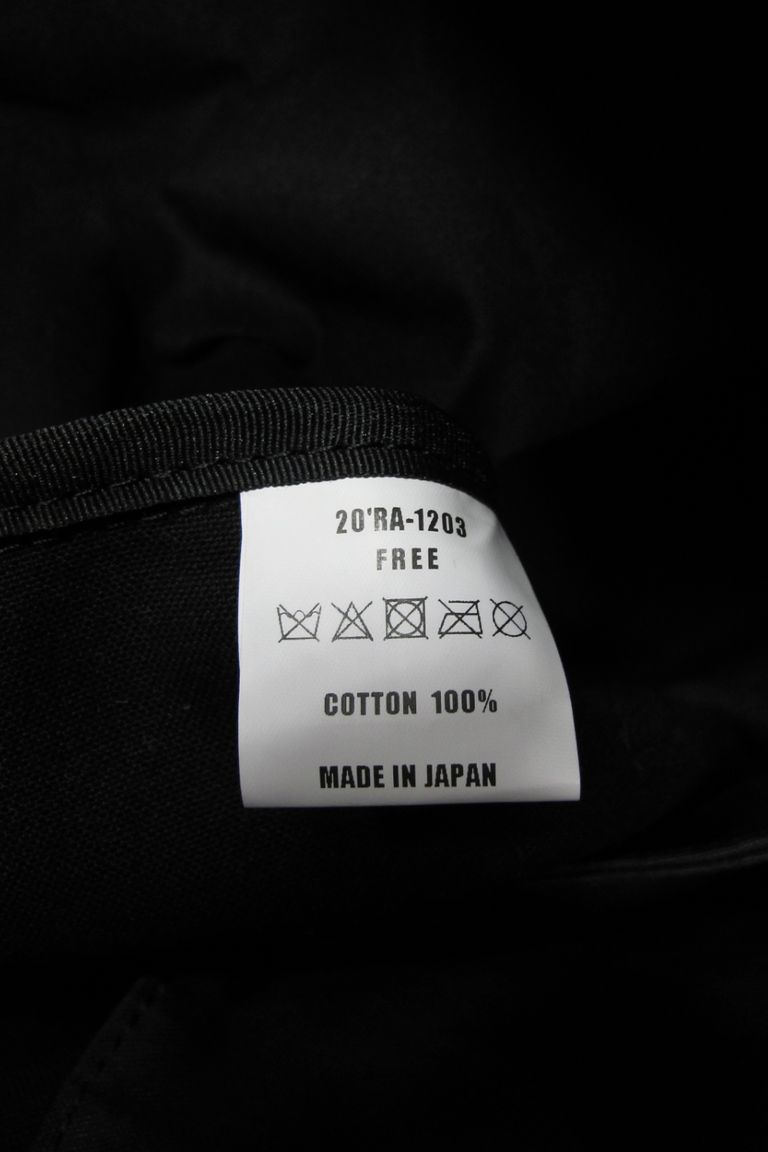 20'RA-1203
FREE
COTTON 100%
MADE IN JAPAN